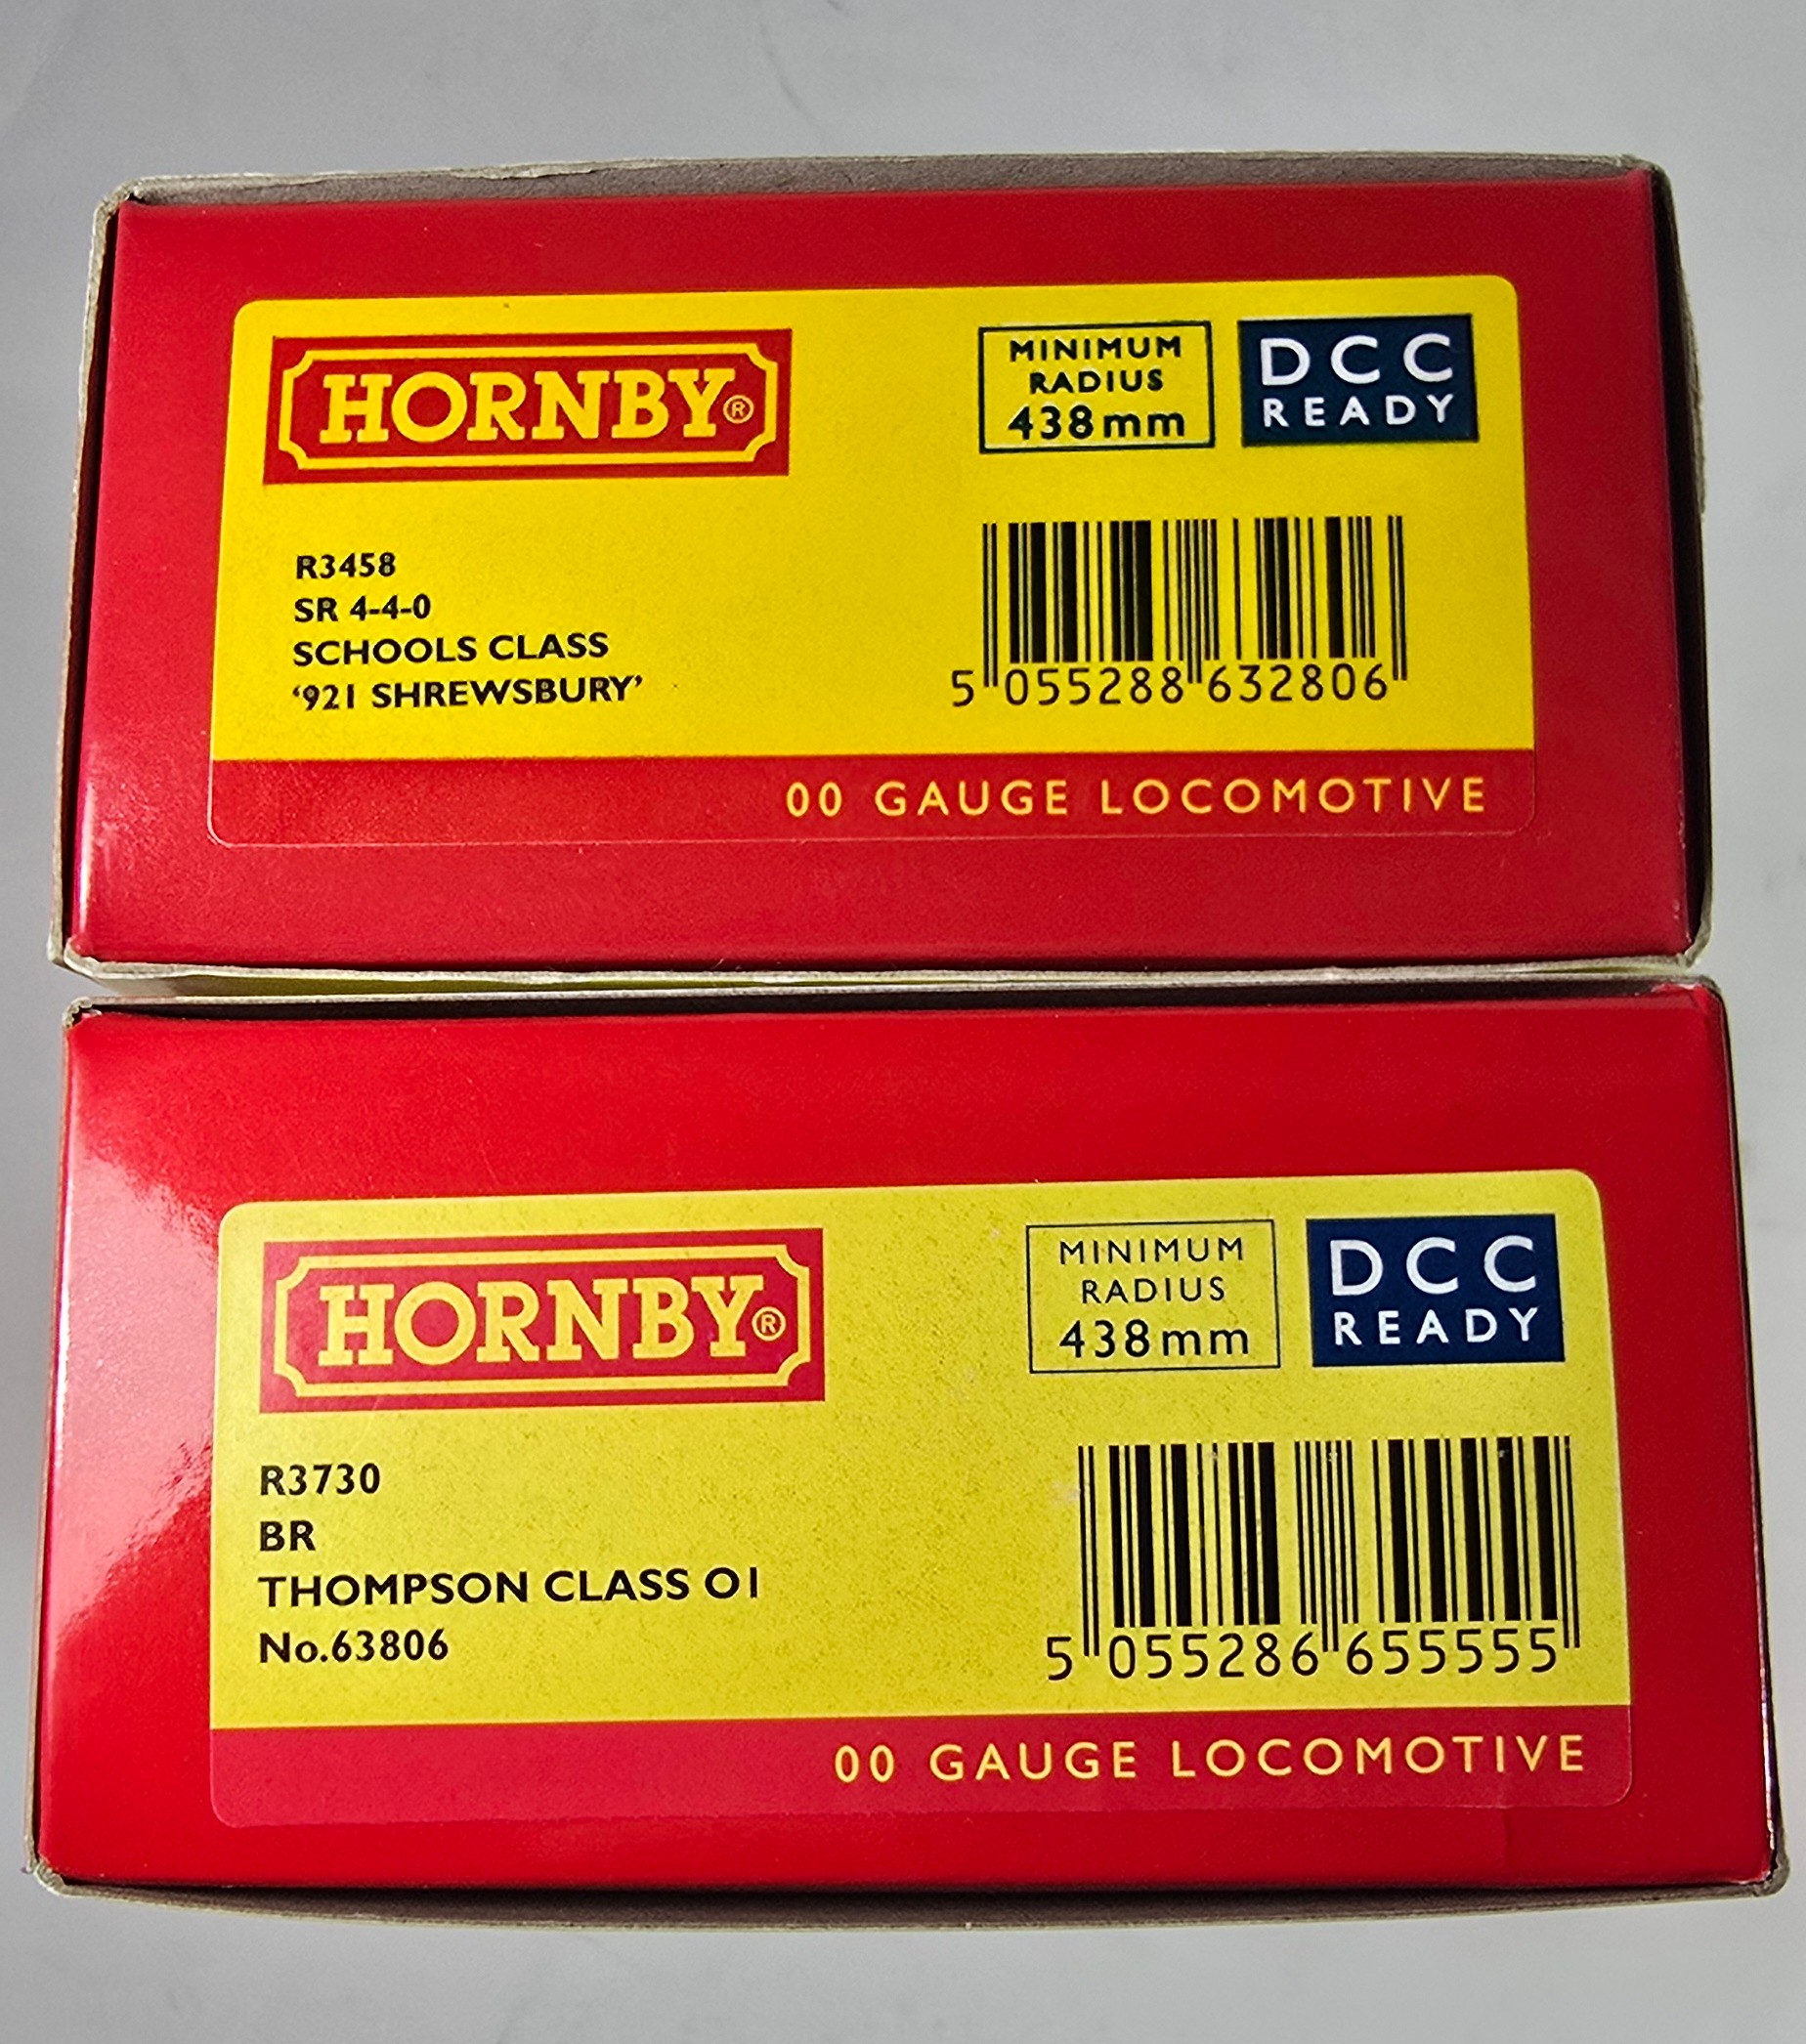 HORNBY®
MINIMUM
RADIUS
438mm
DCC
READY
R3458
SR 4-4-0
SCHOOLS CLASS
‘921 SHREWSBURY’
5 055288 632806
00 GAUGE LOCOMOTIVE
HORNBY®
MINIMUM
RADIUS
438mm
DCC
READY
R3730
BR
THOMPSON CLASS O1
No.63806
5 055286 655555
00 GAUGE LOCOMOTIVE